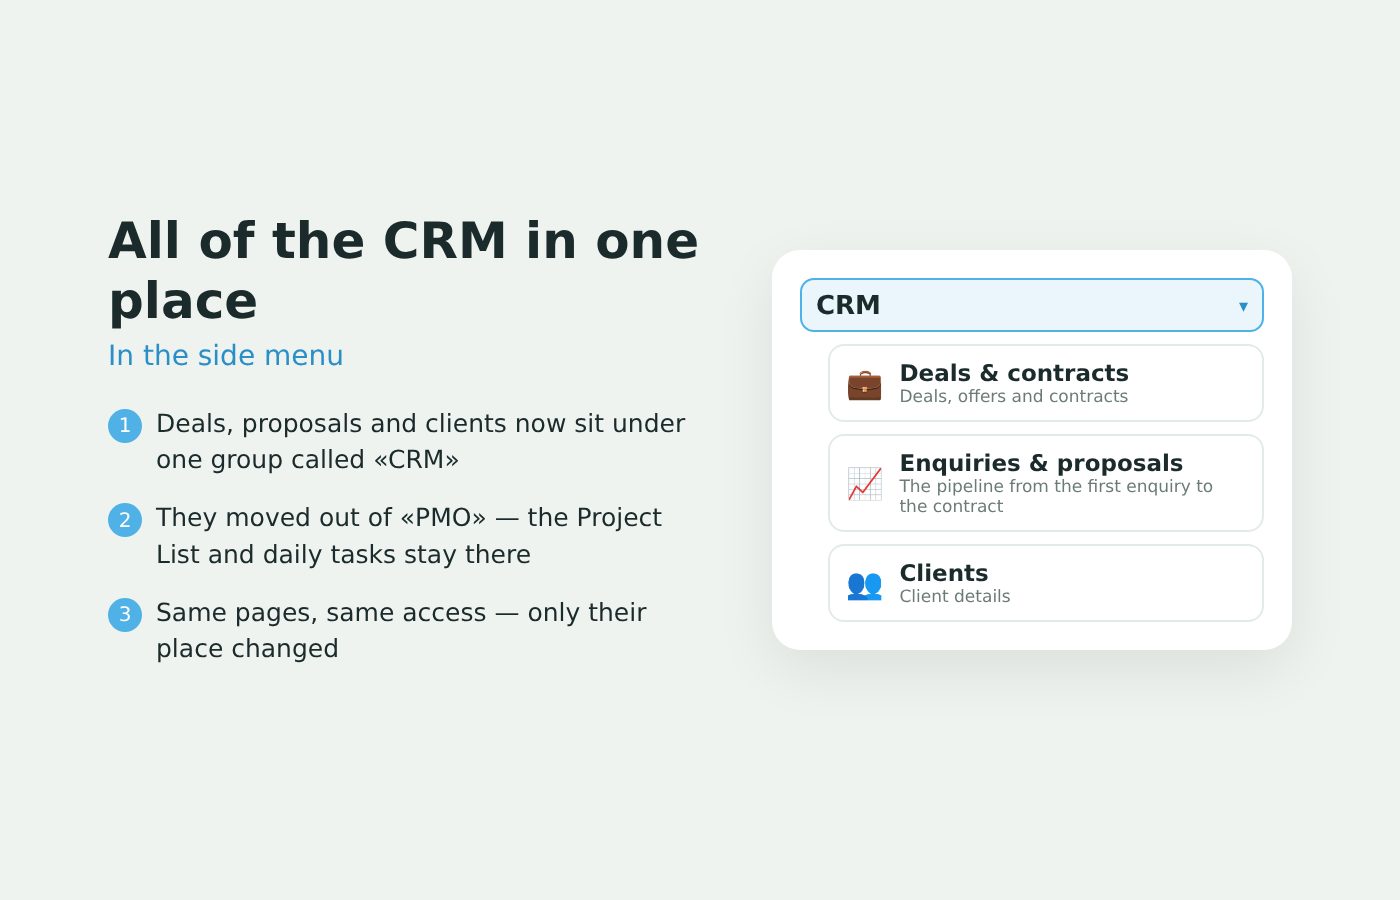 All of the CRM in one
place
In the side menu
1 Deals, proposals and clients now sit under
one group called «CRM»
2 They moved out of «PMO» — the Project
List and daily tasks stay there
3 Same pages, same access — only their
place changed
CRM ▾
Deals & contracts
Deals, offers and contracts
Enquiries & proposals
The pipeline from the first enquiry to
the contract
Clients
Client details